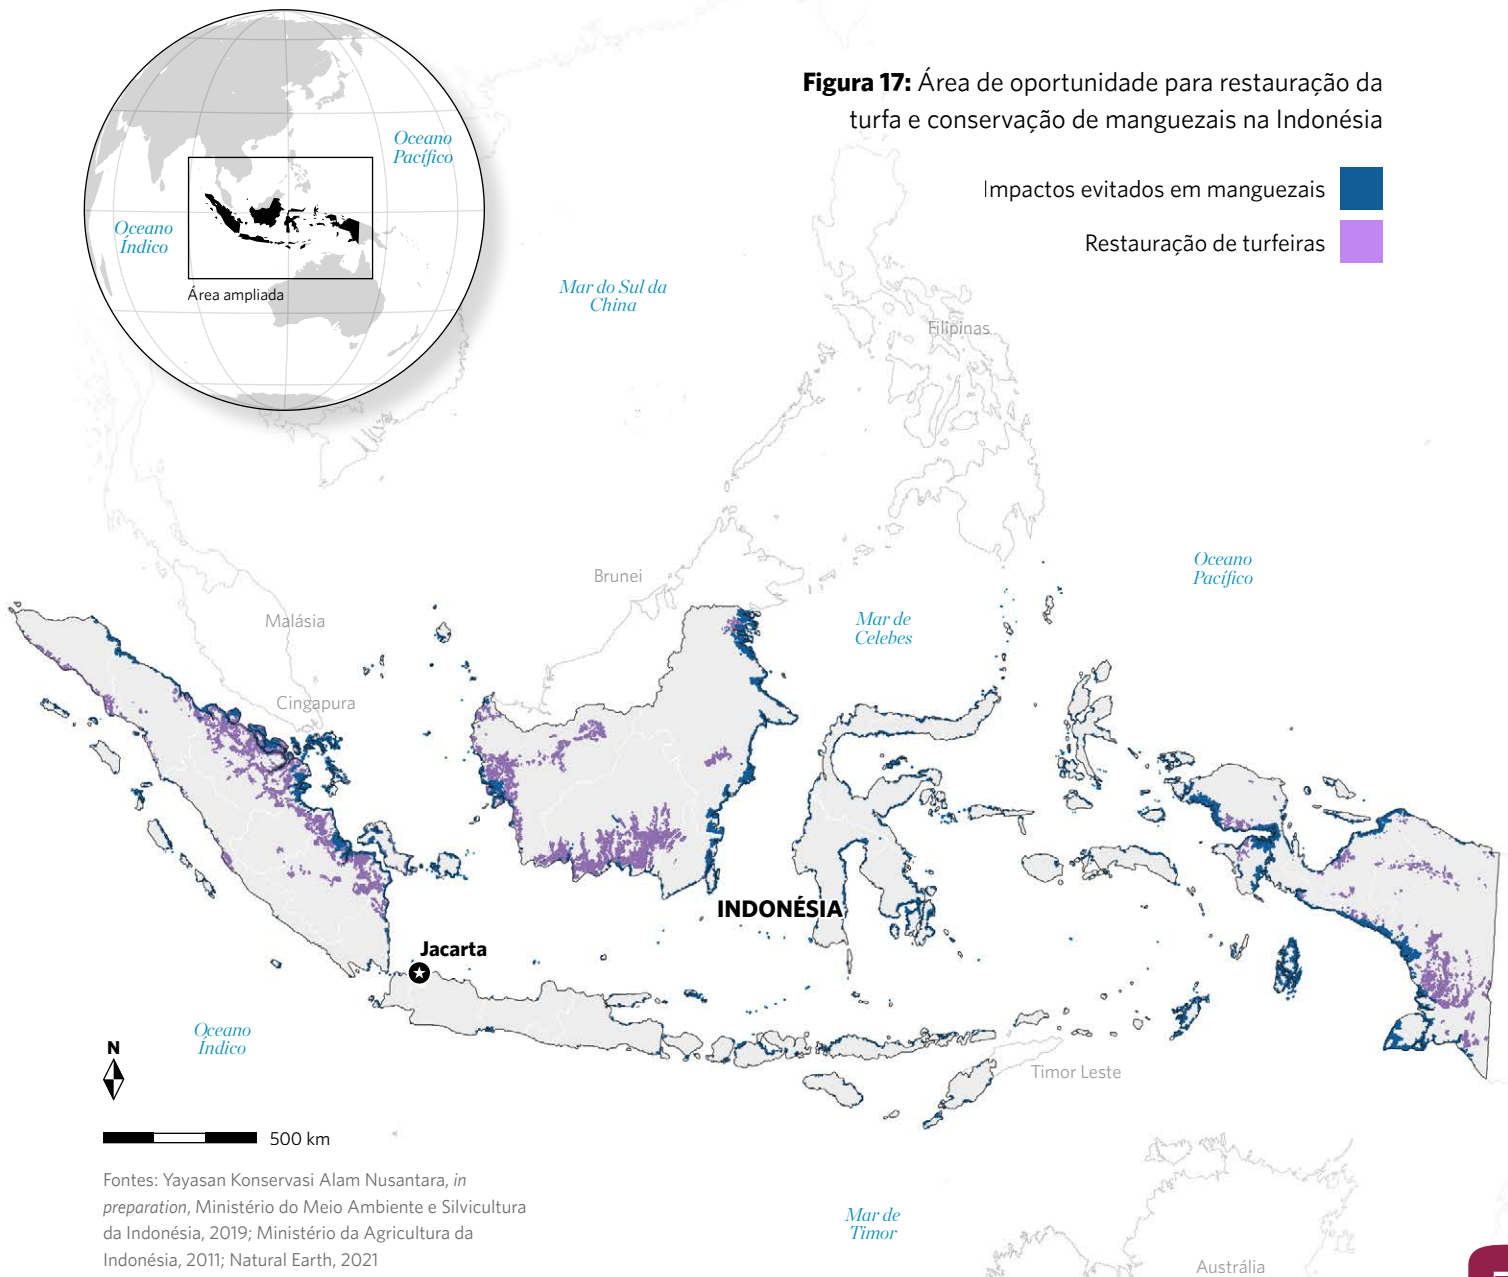 Figura 17: Área de oportunidade para restauração da
turfa e conservação de manguezais na Indonésia
Impactos evitados em manguezais
Restauração de turfeiras
Oceano
Pacífico
Oceano
Índico
Área ampliada
Mar do Sul da
China
Filipinas
Oceano
Pacífico
Brunei
Malásia
Mar de
Celebes
Cingapura
INDONÉSIA
Jacarta
Oceano
Índico
N
Timor Leste
500 km
Fontes: Yayasan Konservasi Alam Nusantara, in
preparation, Ministério do Meio Ambiente e Silvicultura
da Indonésia, 2019; Ministério da Agricultura da
Indonésia, 2011; Natural Earth, 2021
Mar de
Timor
Austrália